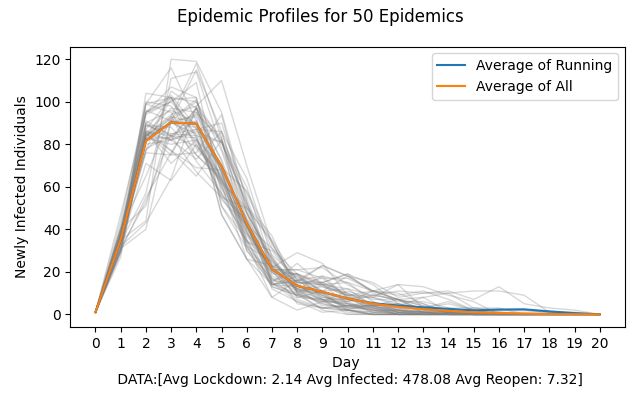 Epidemic Profiles for 50 Epidemics
Newly Infected Individuals
120
100
80
60
40
20
0
Average of Running
Average of All
0 1 2 3 4 5 6 7 8 9 10 11 12 13 14 15 16 17 18 19 20
Day
DATA:[Avg Lockdown: 2.14 Avg Infected: 478.08 Avg Reopen: 7.32]